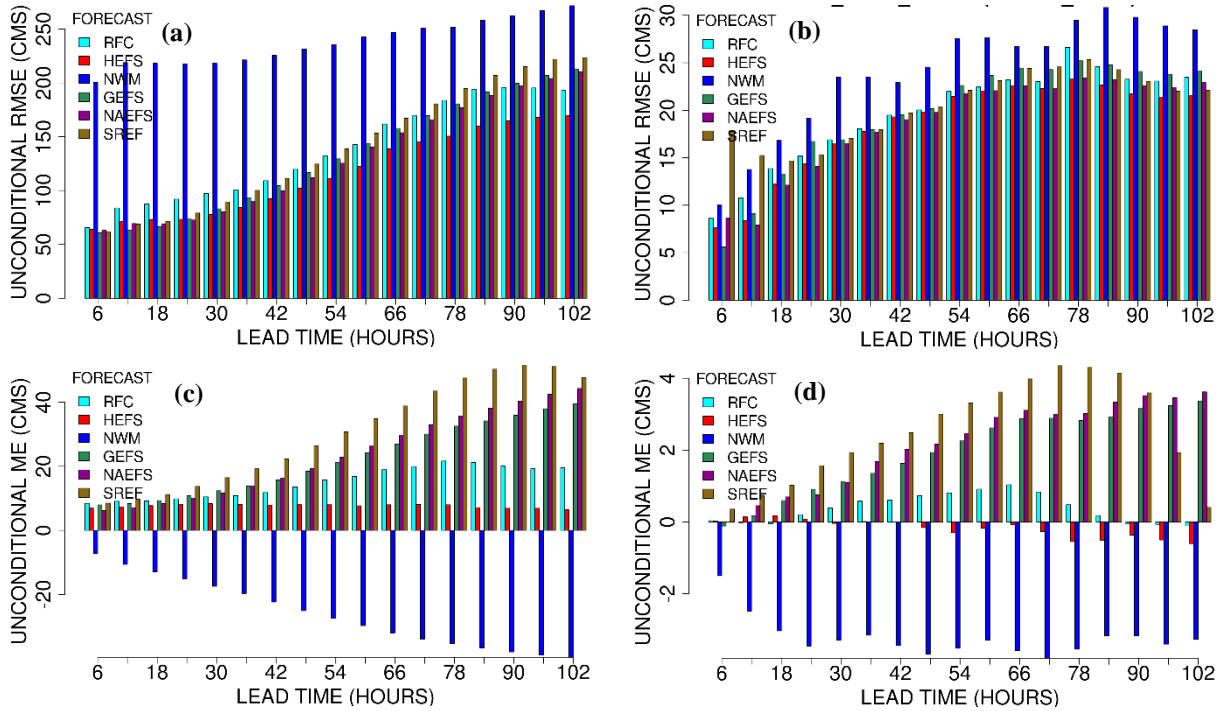 FORECAST
(a)
RFC
HEFS
NWM
GEFS
NAEFS
SREF
UNCONDITIONAL RMSE (CMS)
0
50
100
150
200
250
6
18
30
42
54
66
78
90
102
LEAD TIME (HOURS)
FORECAST
(b)
RFC
HEFS
NWM
GEFS
NAEFS
SREF
UNCONDITIONAL RMSE (CMS)
0
5
10
15
20
25
30
6
18
30
42
54
66
78
90
102
LEAD TIME (HOURS)
FORECAST
(c)
RFC
HEFS
NWM
GEFS
NAEFS
SREF
UNCONDITIONAL ME (CMS)
-20
0
20
40
6
18
30
42
54
66
78
90
102
LEAD TIME (HOURS)
FORECAST
(d)
RFC
HEFS
NWM
GEFS
NAEFS
SREF
UNCONDITIONAL ME (CMS)
-2
0
2
4
6
18
30
42
54
66
78
90
102
LEAD TIME (HOURS)